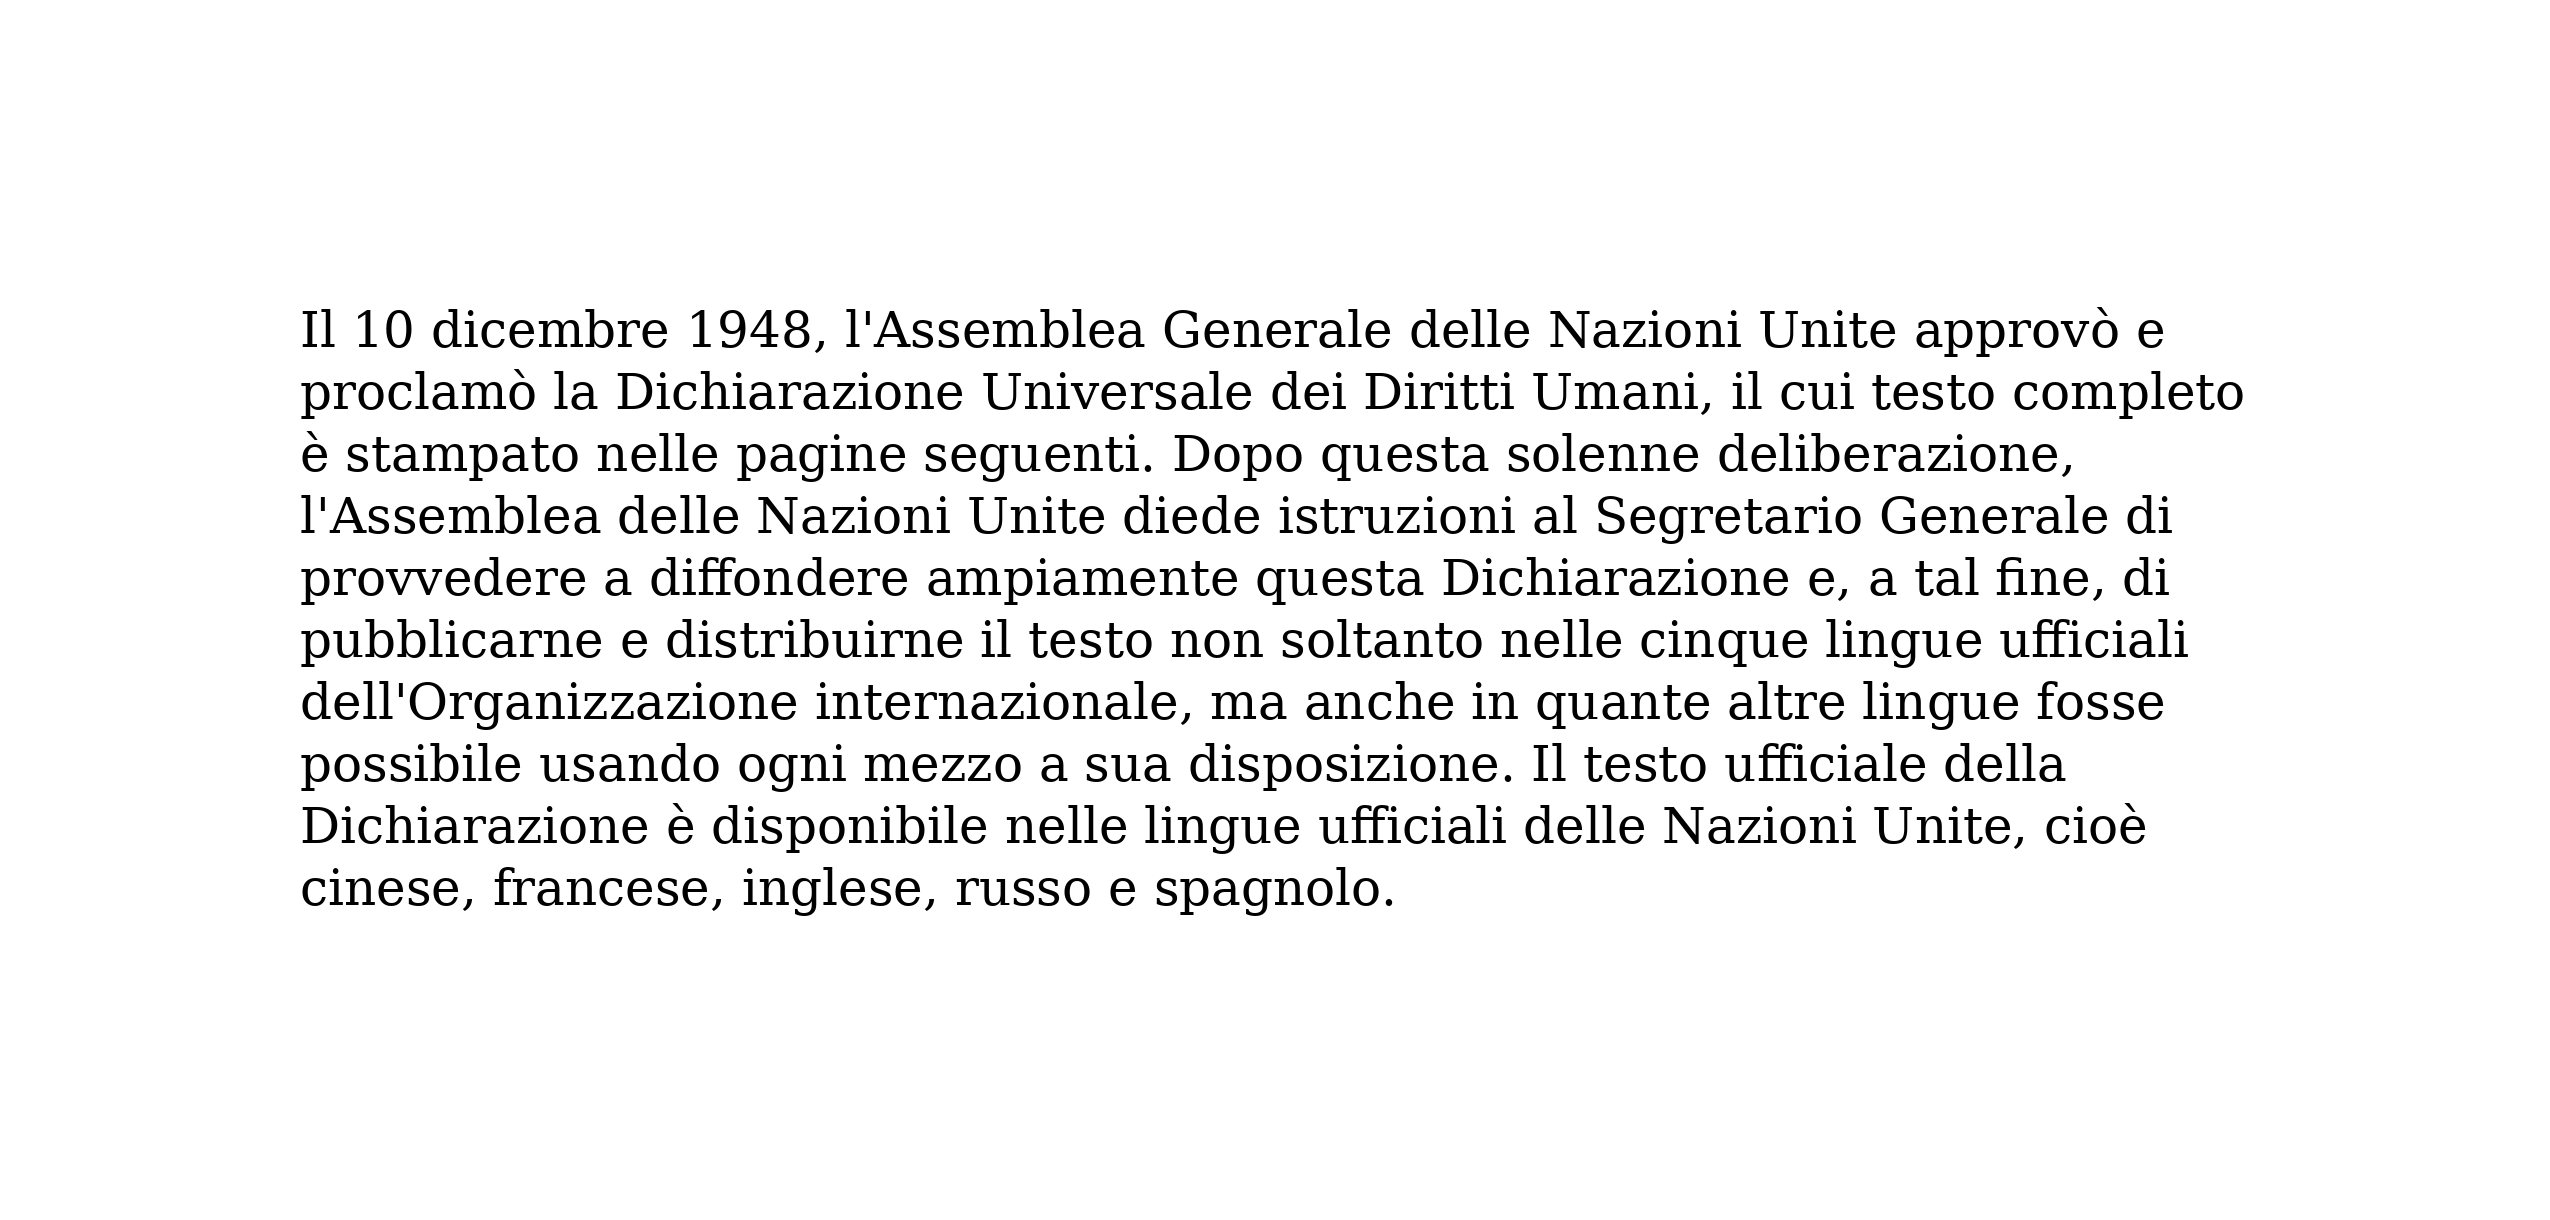 Il 10 dicembre 1948, l'Assemblea Generale delle Nazioni Unite approvò e
proclamò la Dichiarazione Universale dei Diritti Umani, il cui testo completo
è stampato nelle pagine seguenti. Dopo questa solenne deliberazione,
l'Assemblea delle Nazioni Unite diede istruzioni al Segretario Generale di
provvedere a diffondere ampiamente questa Dichiarazione e, a tal fine, di
pubblicarne e distribuirne il testo non soltanto nelle cinque lingue ufficiali
dell'Organizzazione internazionale, ma anche in quante altre lingue fosse
possibile usando ogni mezzo a sua disposizione. Il testo ufficiale della
Dichiarazione è disponibile nelle lingue ufficiali delle Nazioni Unite, cioè
cinese, francese, inglese, russo e spagnolo.